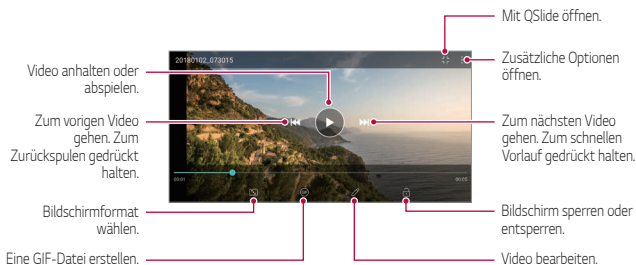 Mit QSlide öffnen.
20180102_073015
Zusätzliche Optionen
öffnen.
Video anhalten oder
abspielen.
Zum vorigen Video
gehen. Zum
Zurückspulen gedrückt
halten.
Zum nächsten Video
gehen. Zum schnellen
Vorlauf gedrückt halten.
00:01
00:05
GIF
Bildschirmformat
wählen.
Bildschirm sperren oder
entsperren.
Eine GIF-Datei erstellen.
Video bearbeiten.